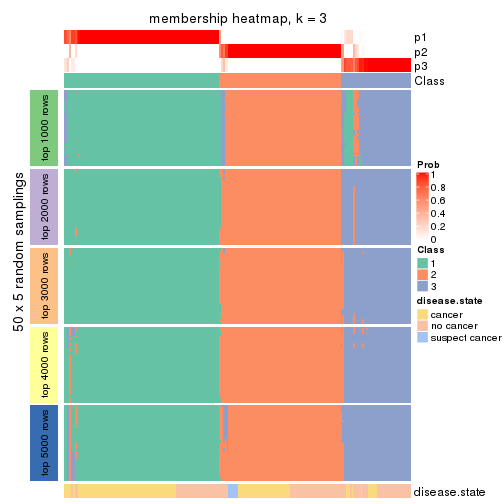 membership heatmap, k = 3
p1
p2
p3
Class
50 x 5 random samplings
top 1000 rows
top 2000 rows
top 3000 rows
top 4000 rows
top 5000 rows
Prob
1
0.8
0.6
0.4
0.2
0
Class
1
2
3
disease.state
cancer
no cancer
suspect cancer
disease.state